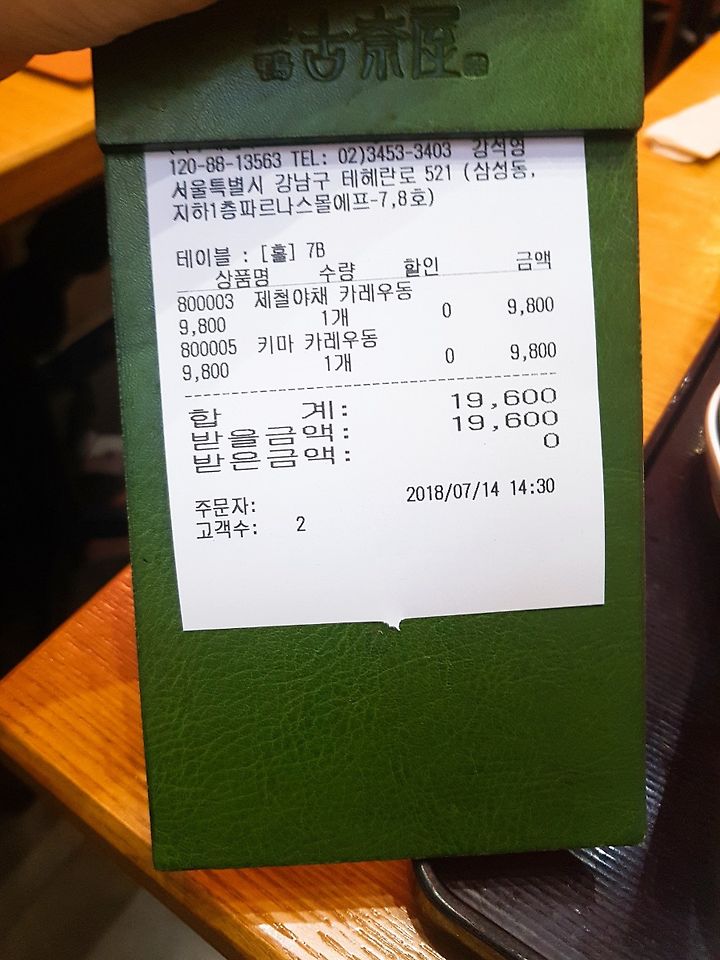 古奈屋
120-88-13563 TEL: 02)3453-3403 강석영
서울특별시 강남구 테헤란로 521 (삼성동,
지하1층파르나스몰에프-7,8호)
테이블 : [홀] 7B
상품명 수량 할인 금액
800003 제철야채 카레우동
9,800 1개 0 9,800
800005 키마 카레우동
9,800 1개 0 9,800
합 계: 19,600
받을금액: 19,600
받은금액: 0
주문자: 2018/07/14 14:30
고객수: 2